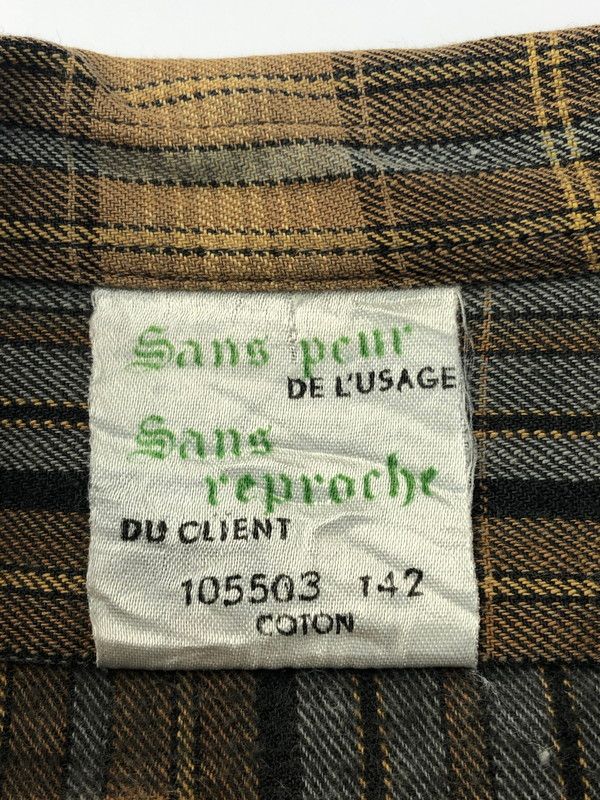 Sans peur
DE L'USAGE
Sans
reproche
DU CLIENT
105503 142
COTON